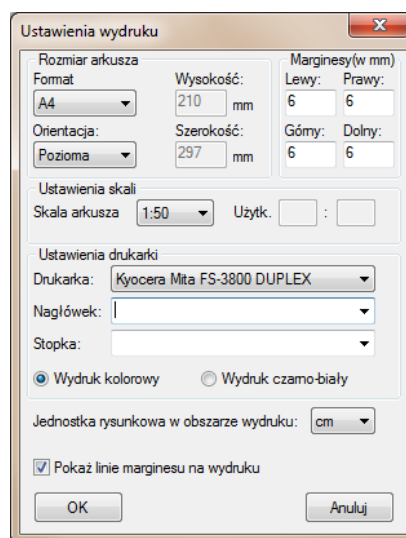 Ustawienia wydruku
Rozmiar arkusza
Marginesy(w mm)
Format
Wysokość:
Lewy: Prawy:
A4
210 mm
6 6
Orientacja:
Szerokość:
Górny: Dolny:
Pozioma
297 mm
6 6
Ustawienia skali
Skala arkusza 1:50 Użytk. :
Ustawienia drukarki
Drukarka: Kyocera Mita FS-3800 DUPLEX
Nagłówek:
Stopka:
Wydruk kolorowy Wydruk czarno-biały
Jednostka rysunkowa w obszarze wydruku: cm
Pokaż linie marginesu na wydruku
OK Anuluj